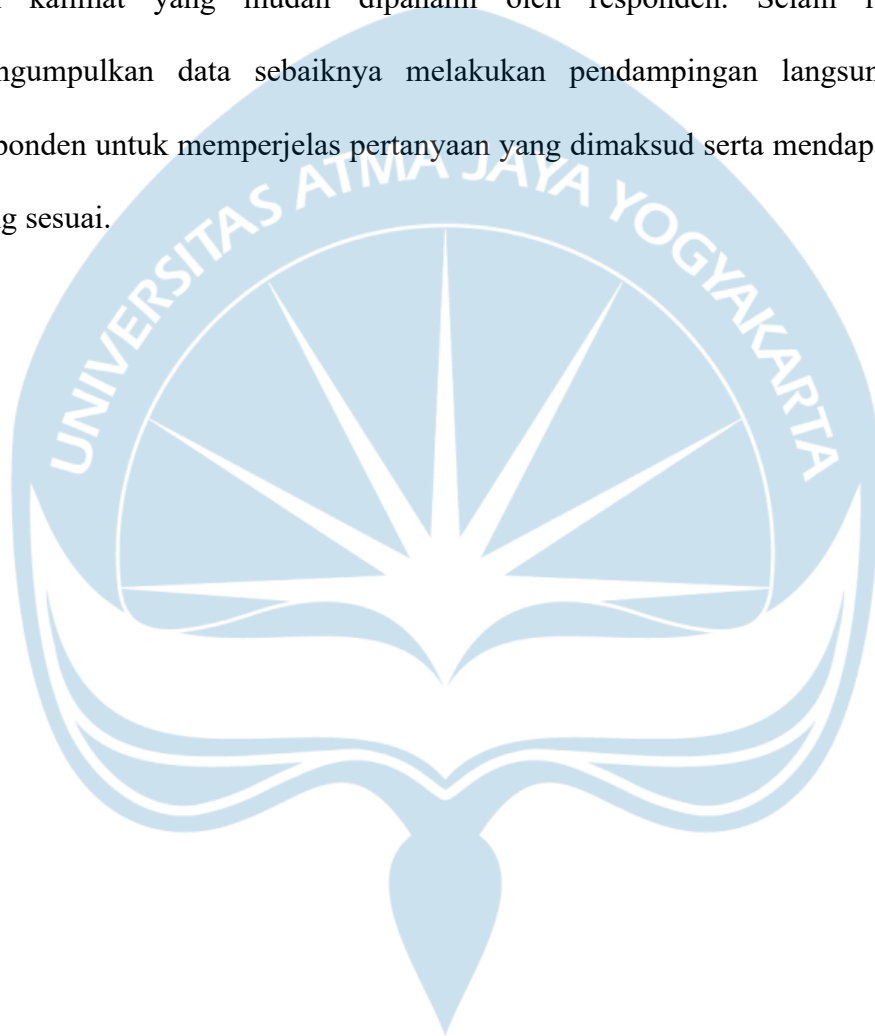 kalimat yang mudah dipahami oleh responden. Selain
ngumpulkan data sebaiknya melakukan pendampingan langsun
ponden untuk memperjelas pertanyaan yang dimaksud serta mendap
g sesuai.
UNIVERSITAS ATMA JAYA YOGYAKARTA